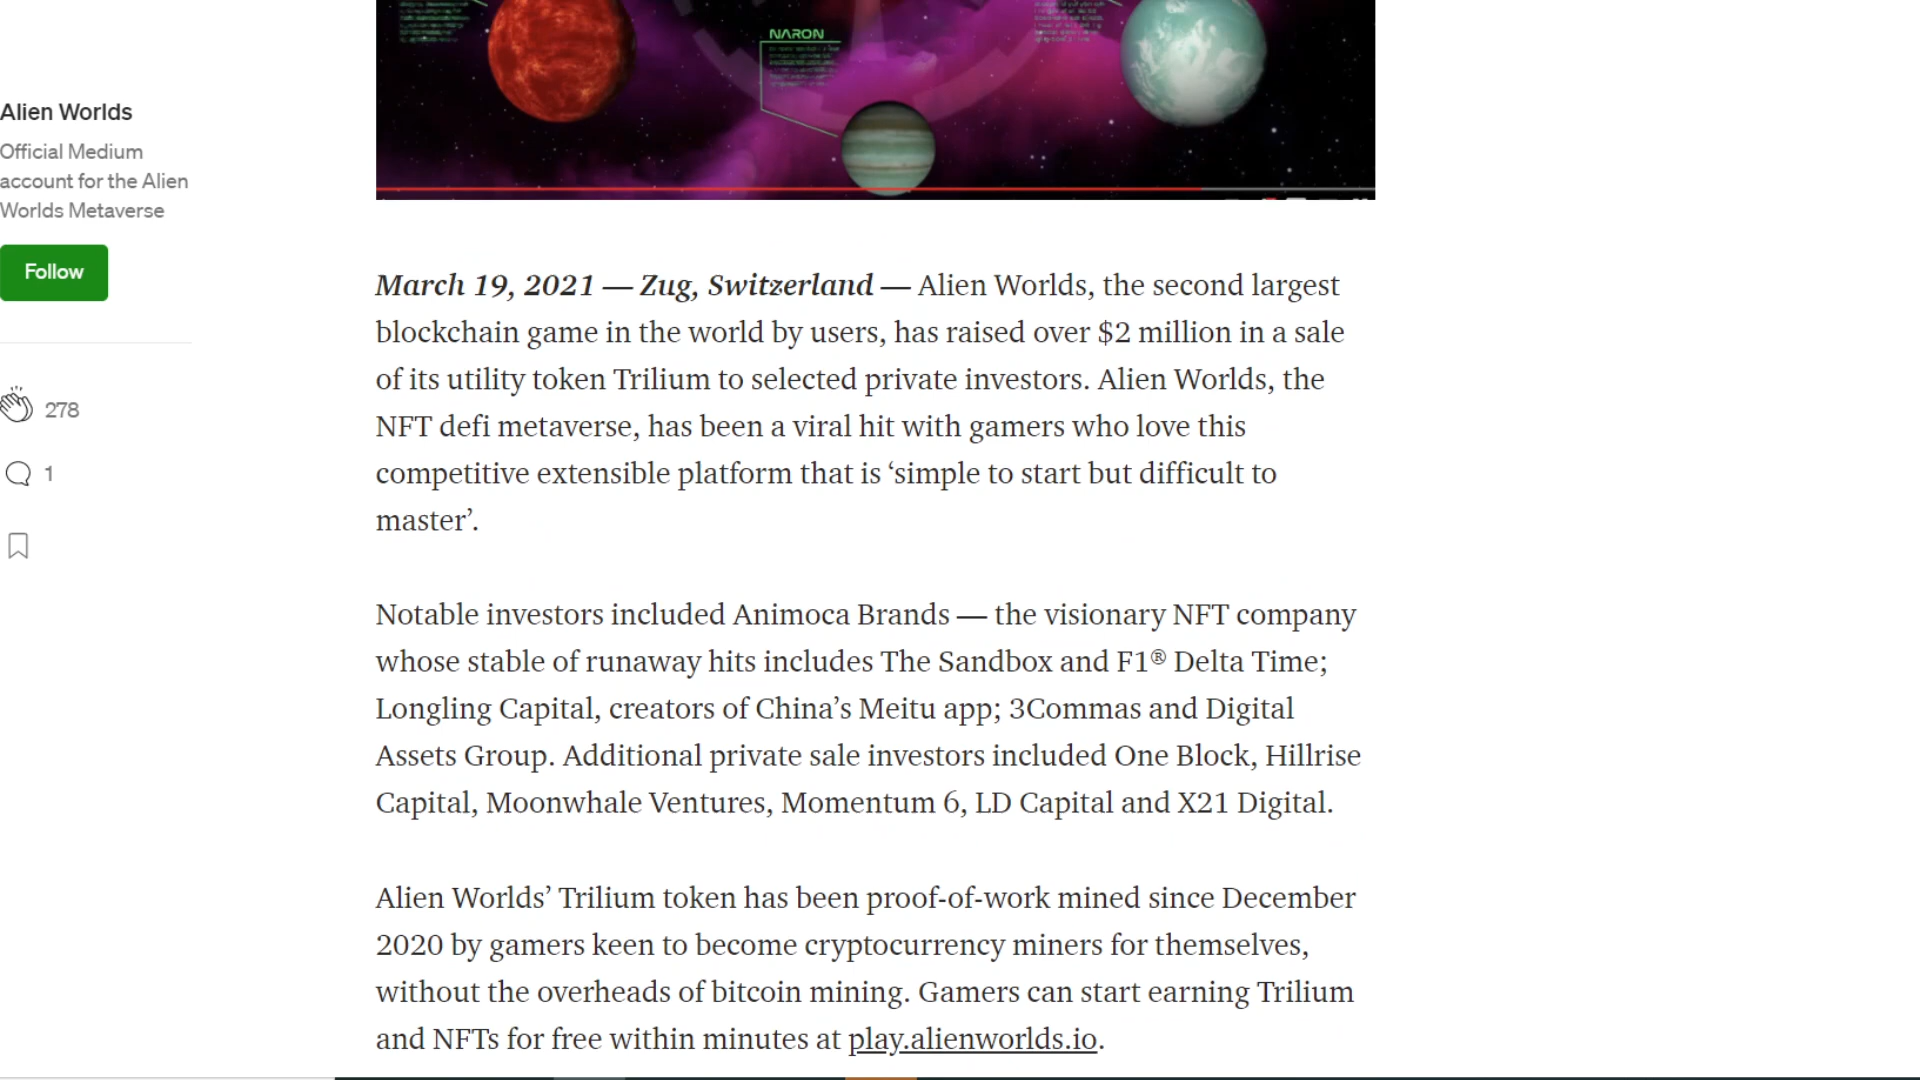 NARON
Alien Worlds
Official Medium
account for the Alien
Worlds Metaverse
Follow
278
1
March 19, 2021 — Zug, Switzerland — Alien Worlds, the second largest
blockchain game in the world by users, has raised over $2 million in a sale
of its utility token Trilium to selected private investors. Alien Worlds, the
NFT defi metaverse, has been a viral hit with gamers who love this
competitive extensible platform that is ‘simple to start but difficult to
master’.
Notable investors included Animoca Brands — the visionary NFT company
whose stable of runaway hits includes The Sandbox and F1® Delta Time;
Longling Capital, creators of China’s Meitu app; 3Commas and Digital
Assets Group. Additional private sale investors included One Block, Hillrise
Capital, Moonwhale Ventures, Momentum 6, LD Capital and X21 Digital.
Alien Worlds’ Trilium token has been proof-of-work mined since December
2020 by gamers keen to become cryptocurrency miners for themselves,
without the overheads of bitcoin mining. Gamers can start earning Trilium
and NFTs for free within minutes at play.alienworlds.io.